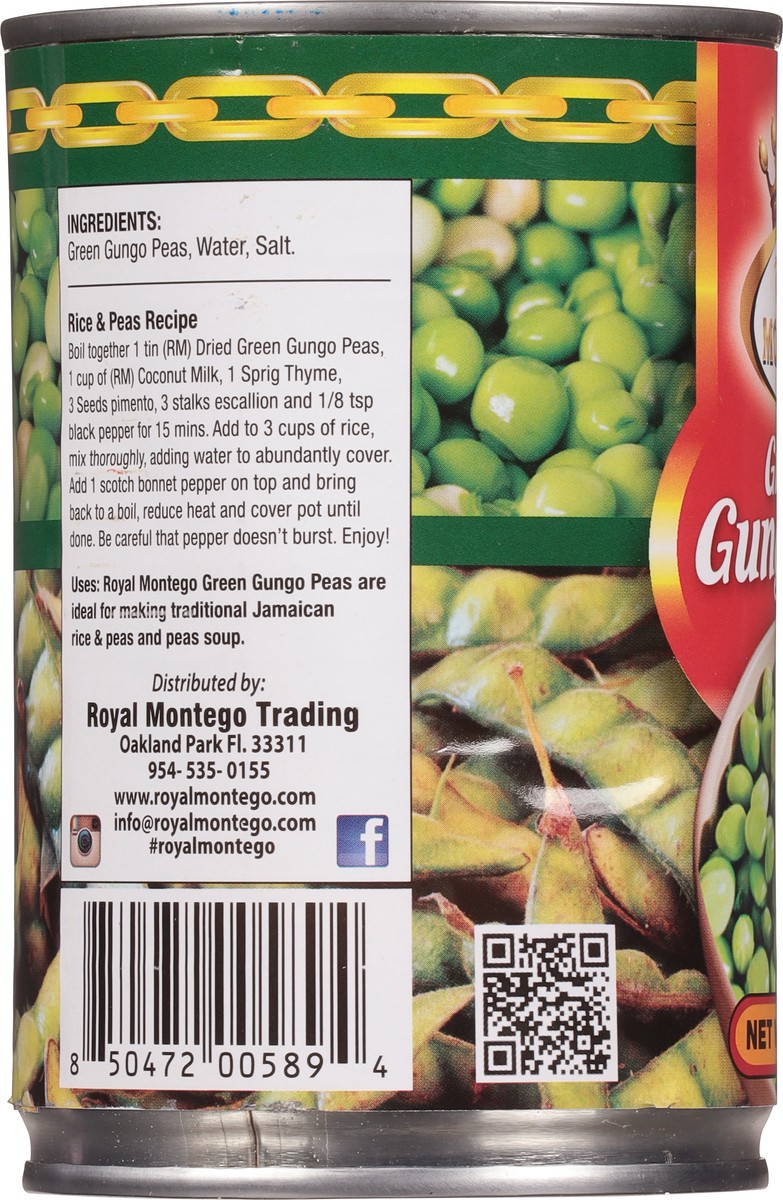 INGREDIENTS:
Green Gungo Peas, Water, Salt.
Rice & Peas Recipe
Boil together 1 tin (RM) Dried Green Gungo Peas,
1 cup of (RM) Coconut Milk, 1 Sprig Thyme,
3 Seeds pimento, 3 stalks escallion and 1/8 tsp
black pepper for 15 mins. Add to 3 cups of rice,
mix thoroughly, adding water to abundantly cover.
Add 1 scotch bonnet pepper on top and bring
back to a boil, reduce heat and cover pot until
done. Be careful that pepper doesn't burst. Enjoy!
Uses: Royal Montego Green Gungo Peas are
ideal for making traditional Jamaican
rice & peas and peas soup.
Distributed by:
Royal Montego Trading
Oakland Park Fl. 33311
954- 535- 0155
www.royalmontego.com
info@royalmontego.com
#royalmontego
f
8 50472 00589 4
Gun
NET